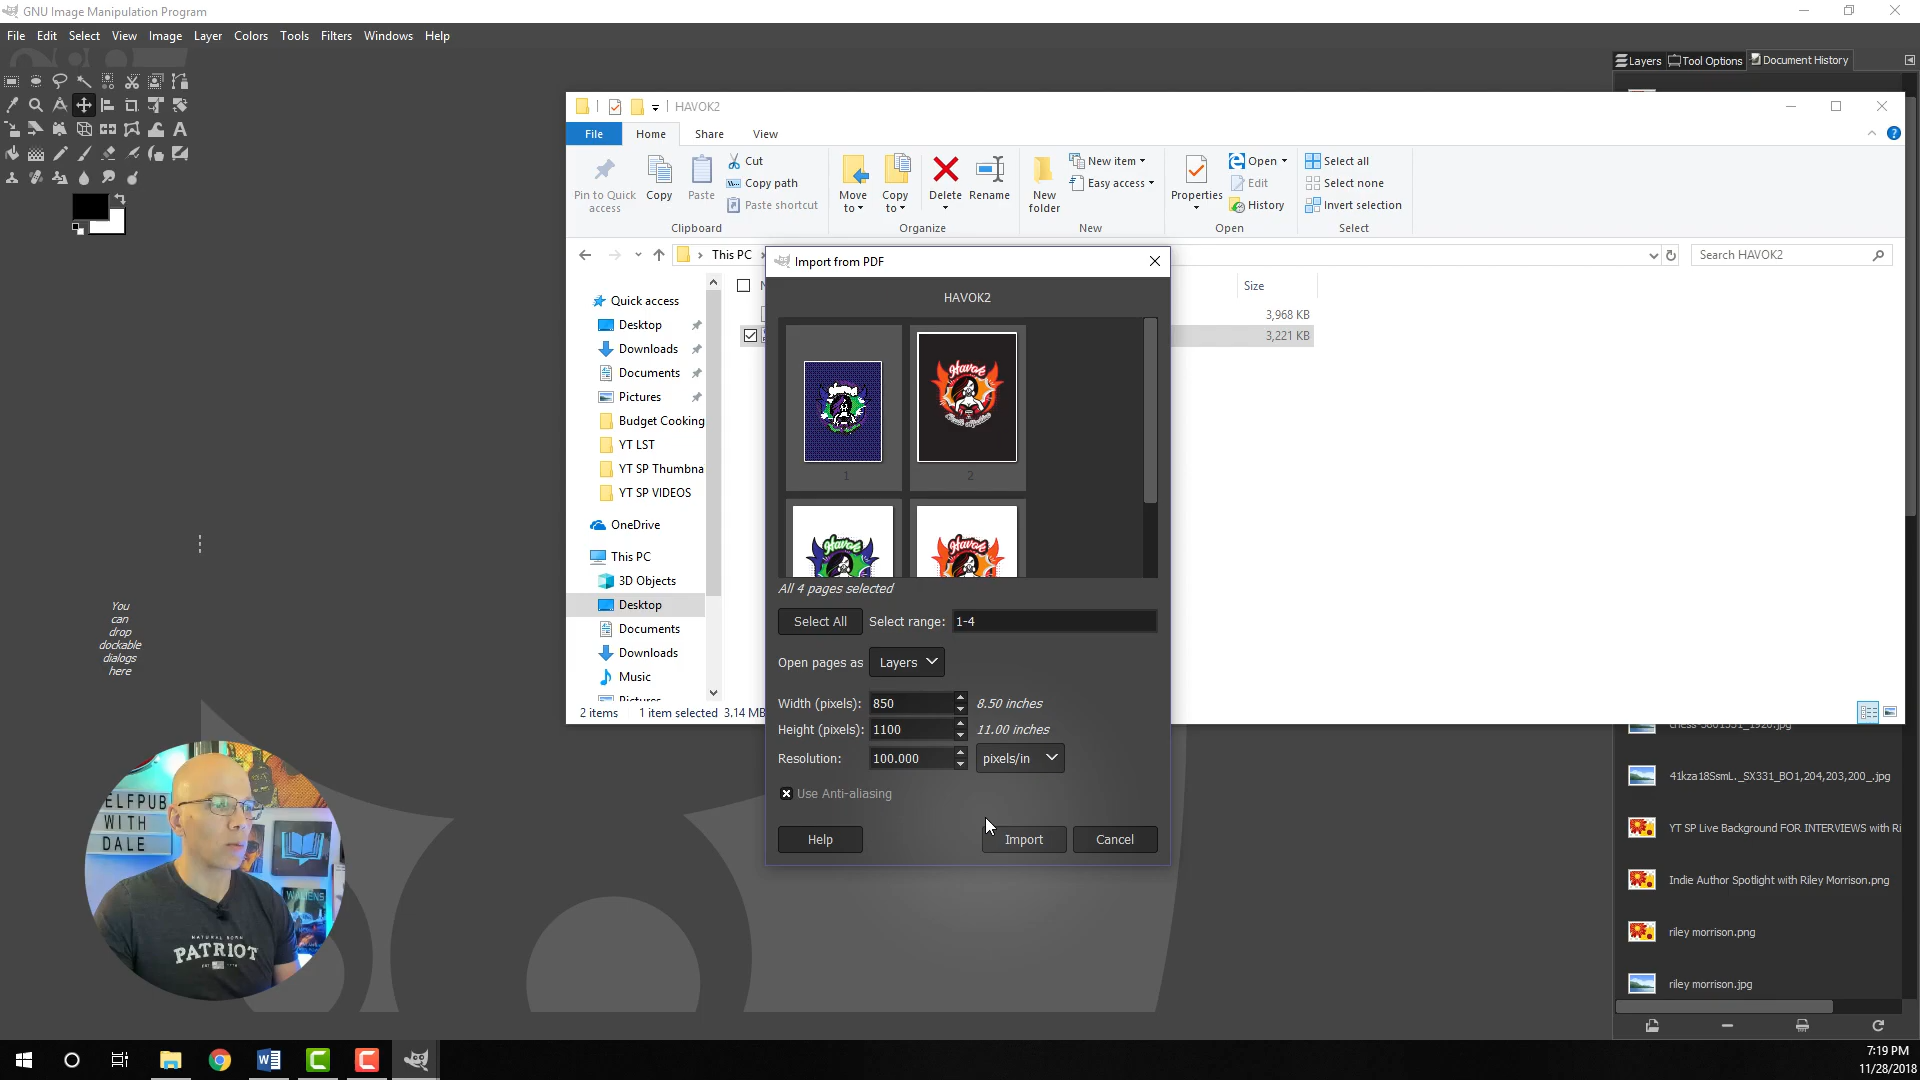 GNU Image Manipulation Program
File Edit Select View Image Layer Colors Tools Filters Windows Help
Layers Tool Options Document History
HAVOK2
File Home Share View
Pin to Quick access
Copy
Paste
Cut
Copy path
Paste shortcut
Clipboard
Move to
Copy to
Delete
Rename
Organize
New folder
New item
Easy access
New
Properties
Open
Edit
History
Open
Select all
Select none
Invert selection
Select
This PC
Search HAVOK2
Size
3,968 KB
3,221 KB
Quick access
Desktop
Downloads
Documents
Pictures
Budget Cooking
YT LST
YT SP Thumbna
YT SP VIDEOS
OneDrive
This PC
3D Objects
Desktop
Documents
Downloads
Music
Pictures
2 items 1 item selected 3,14 MB
Import from PDF
HAVOK2
Havok
1
2
Havok
Havok
All 4 pages selected
Select All Select range: 1-4
Open pages as Layers
Width (pixels): 850 8.50 inches
Height (pixels): 1100 11.00 inches
Resolution: 100.000 pixels/in
Use Anti-aliasing
Help Import Cancel
You
can
drop
dockable
dialogs
here
41kza18SsmL._SX331_BO1,204,203,200_.jpg
YT SP Live Background FOR INTERVIEWS with Ri
Indie Author Spotlight with Riley Morrison.png
riley morrison.png
riley morrison.jpg
ELFPUB
WITH
DALE
PATRIOT
7:19 PM
11/28/2018